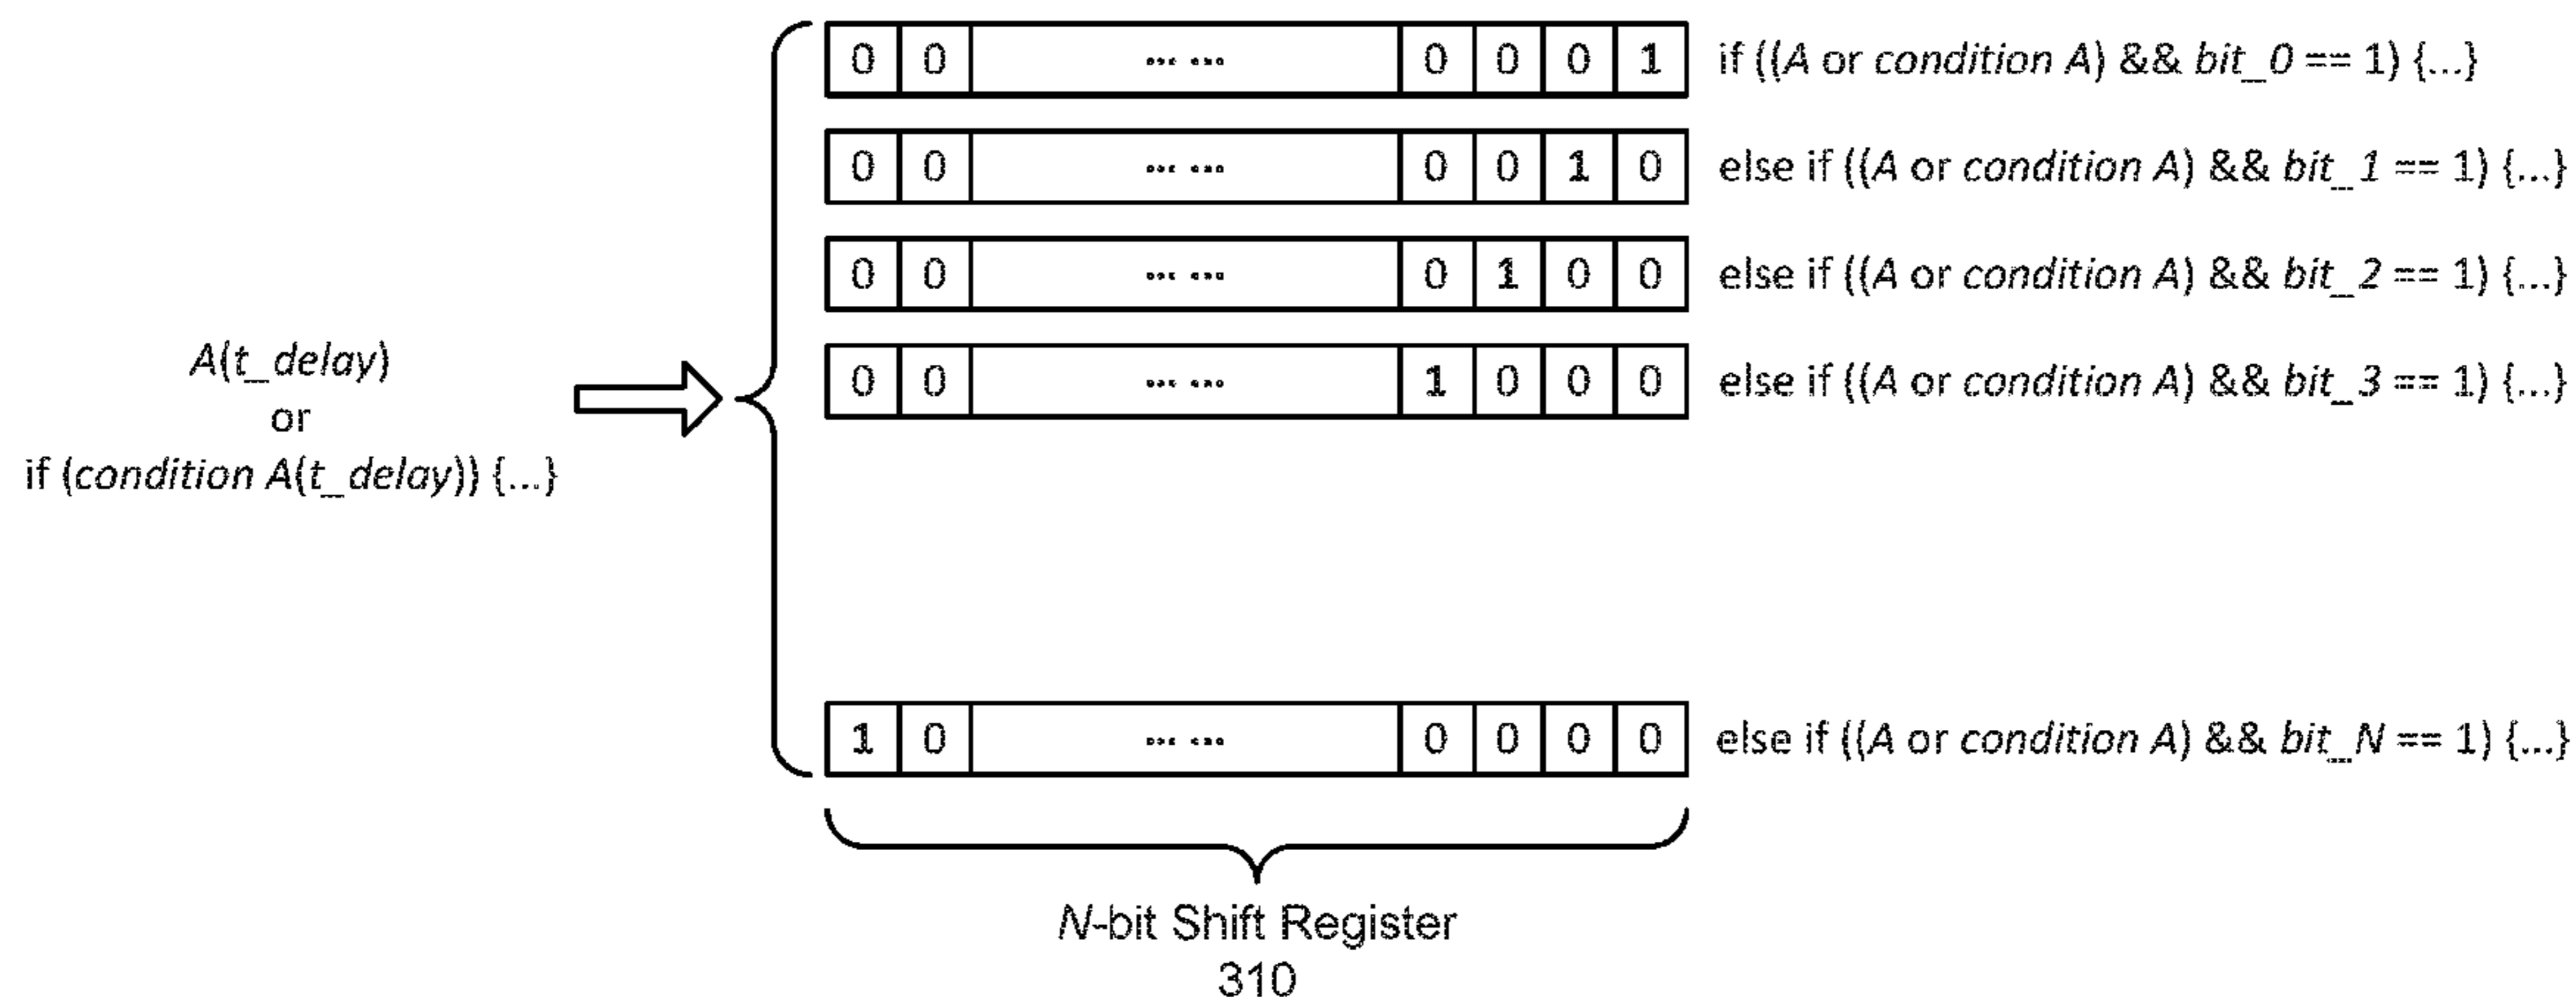 0 0 ... ... 0 0 0 1 if ((A or condition A) && bit_0 == 1) {...}
0 0 ... ... 0 0 1 0 else if ((A or condition A) && bit_1 == 1) {...}
0 0 ... ... 0 1 0 0 else if ((A or condition A) && bit_2 == 1) {...}
0 0 ... ... 1 0 0 0 else if ((A or condition A) && bit_3 == 1) {...}
A(t_delay)
or
if (condition A(t_delay)) {...}
1 0 ... ... 0 0 0 0 else if ((A or condition A) && bit_N == 1) {...}
N-bit Shift Register
310